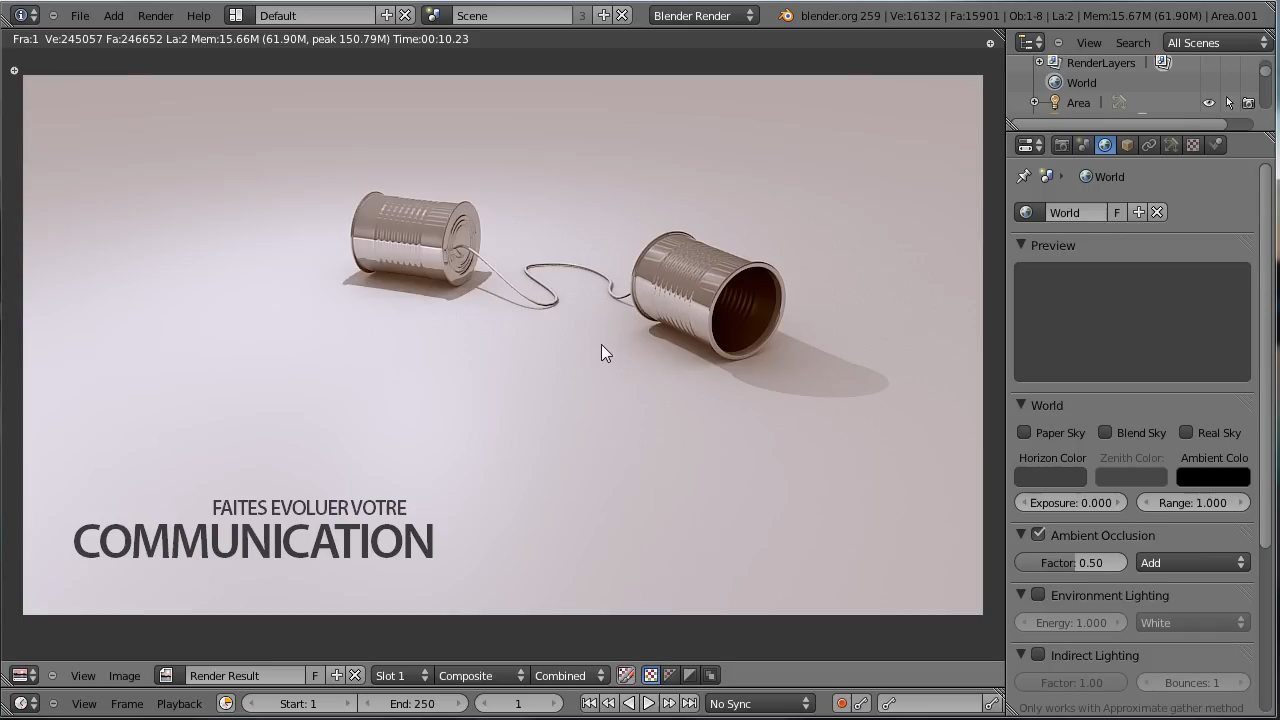 File Add Render Help Default Scene 3 Blender Render blender.org 259 | Ve:16132 | Fa:15901 | Ob:1-8 | La:2 | Mem:15.67M (61.90M) | Area.001
Fra:1 Ve:245057 Fa:246652 La:2 Mem:15.66M (61.90M, peak 150.79M) Time:00:10.23
View Search All Scenes
RenderLayers
World
Area
World
World F
Preview
World
Paper Sky Blend Sky Real Sky
Horizon Color Zenith Color: Ambient Colo
Exposure: 0.000 Range: 1.000
Ambient Occlusion
Factor: 0.50 Add
Environment Lighting
Energy: 1.000 White
Indirect Lighting
Factor: 1.00 Bounces: 1
Only works with Approximate gather method
FAITES EVOLUER VOTRE
COMMUNICATION
View Image Render Result F Slot 1 Composite Combined
View Frame Playback Start: 1 End: 250 1 No Sync